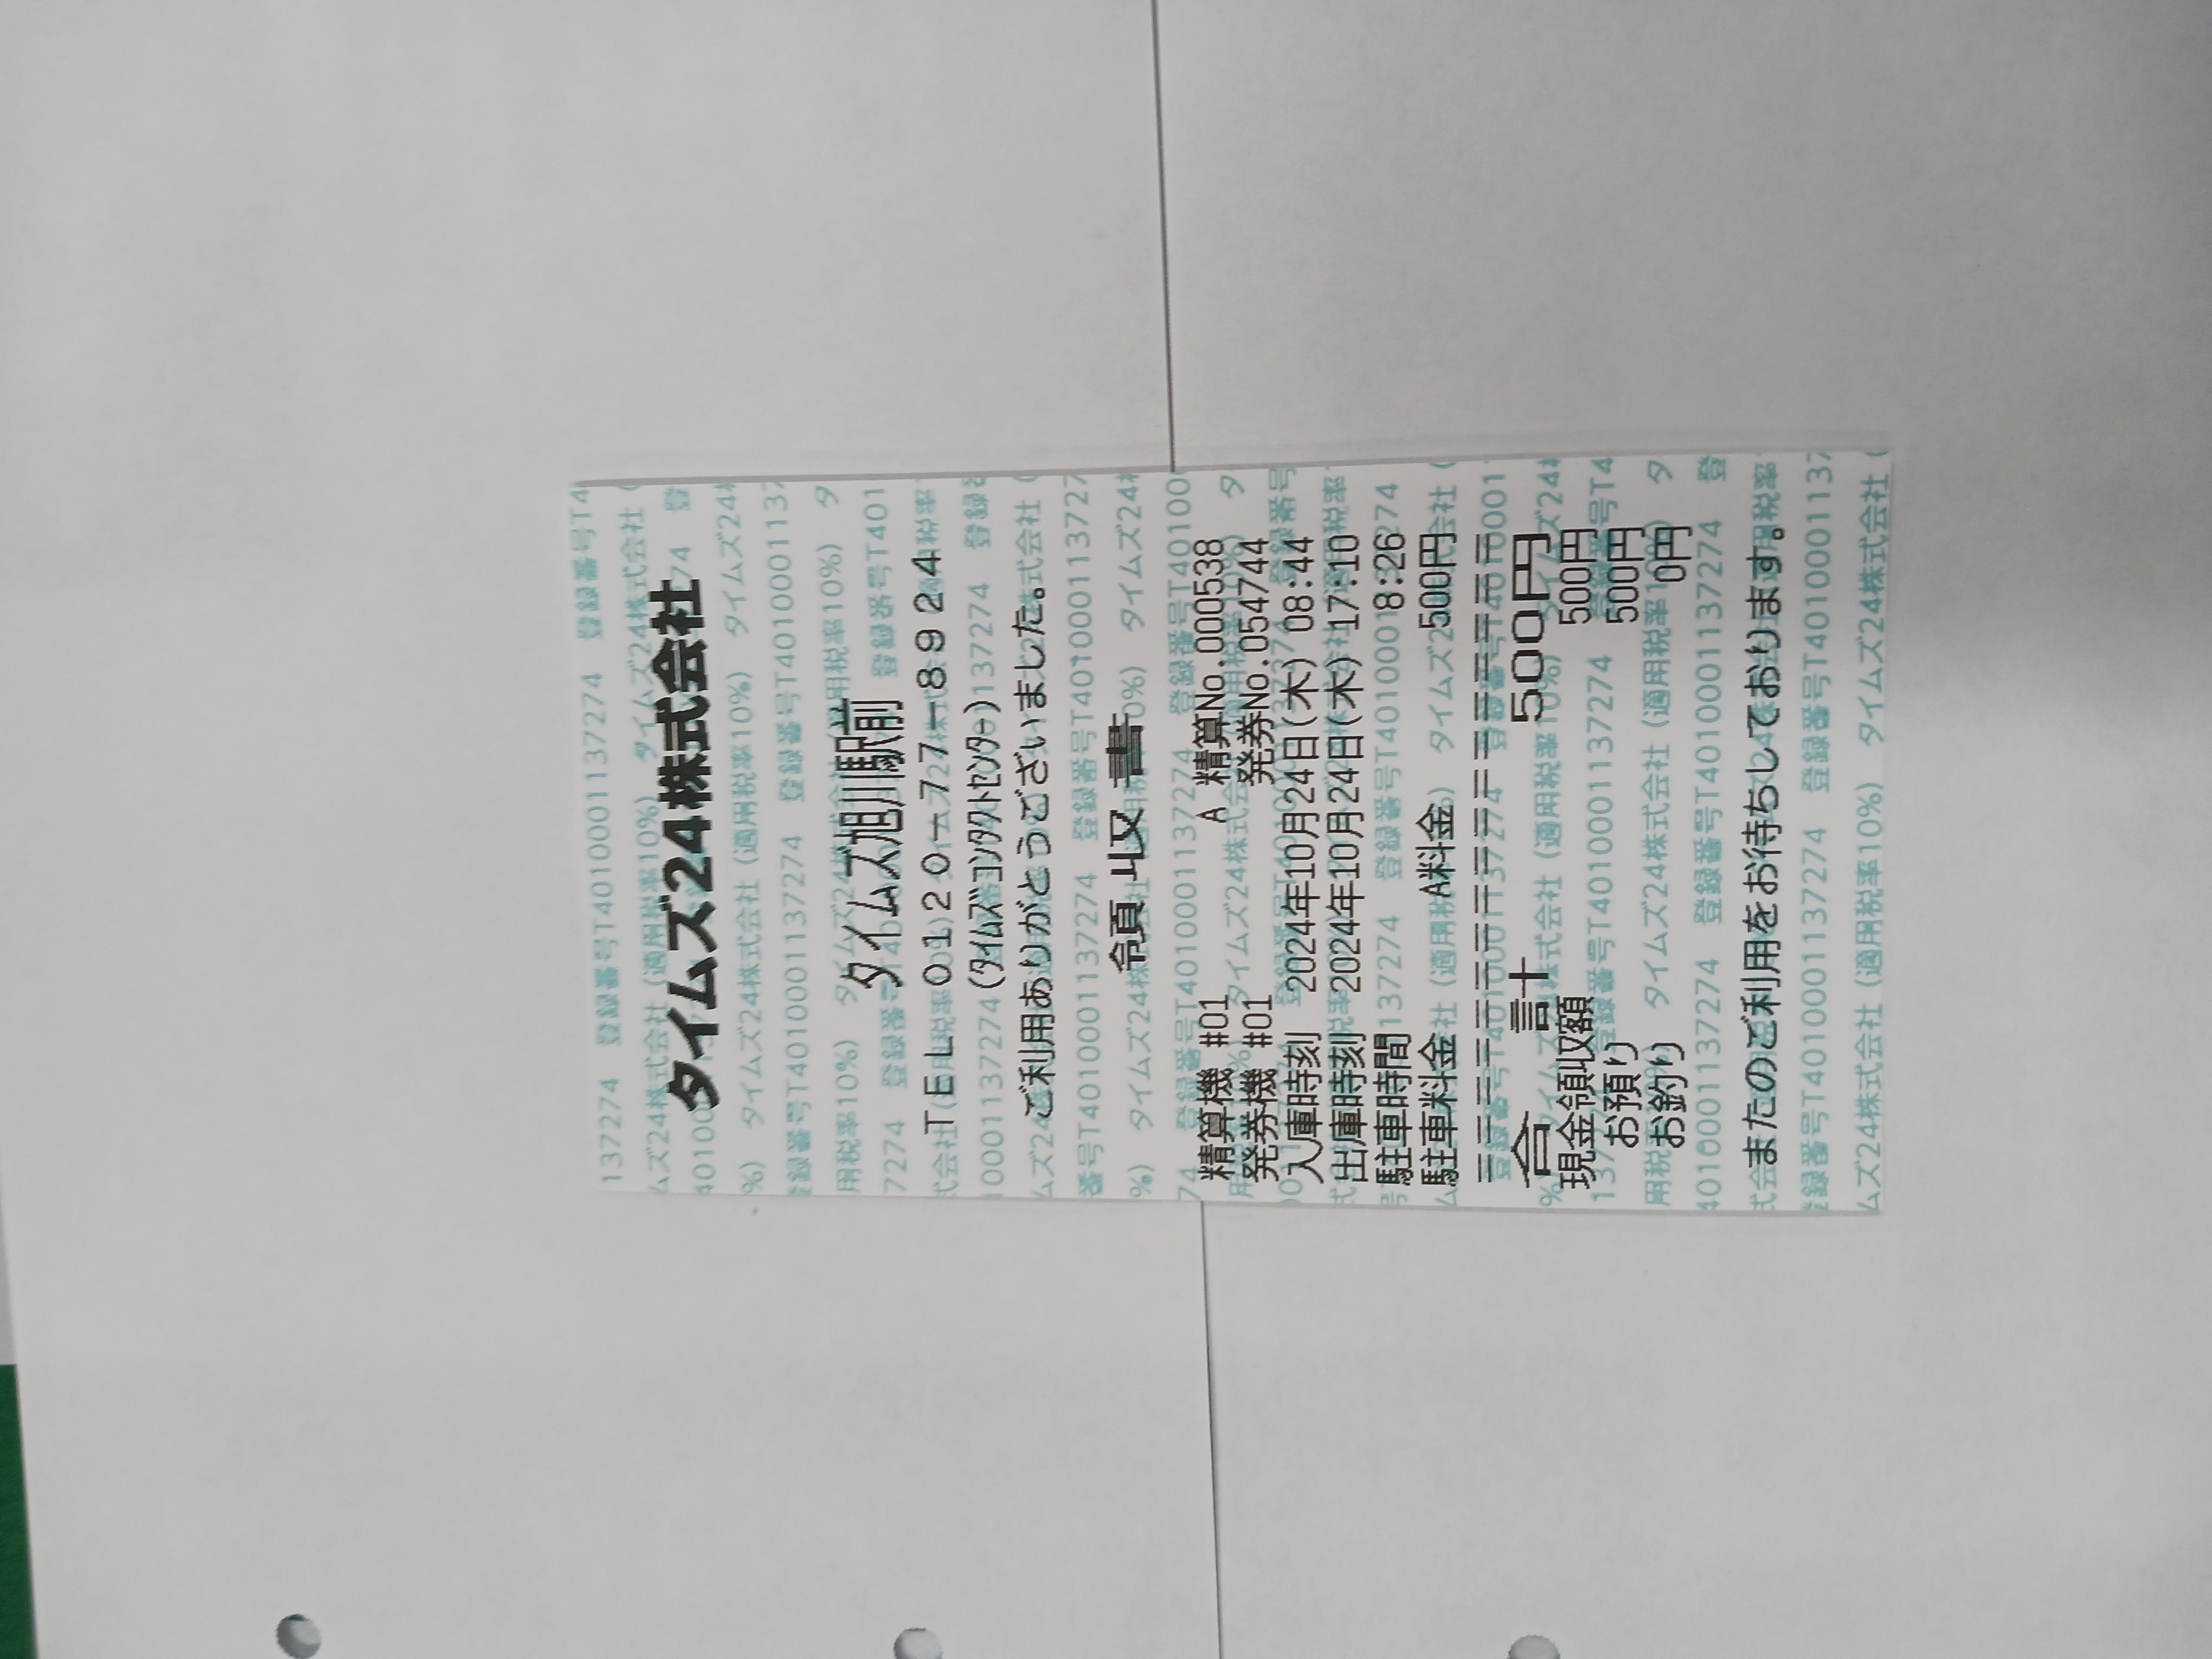 タイムズ24株式会社
タイムズ旭川駅前
TEL 0120-77-8924
(タイムズコンタクトセンター)
ご利用ありがとうございました。
領 収 書
精算機 #01 A 精算No.000538
発券機 #01 発券No.054744
入庫時刻 2024年10月24日(木) 08:44
出庫時刻 2024年10月24日(木) 17:10
駐車時間 8:26
駐車料金 A料金 500円
合 計 500円
現金領収額 500円
お預り 500円
お釣り 0円
またのご利用をお待ちしております。
タイムズ24株式会社 (適用税率10%) 登録番号T4010001137274